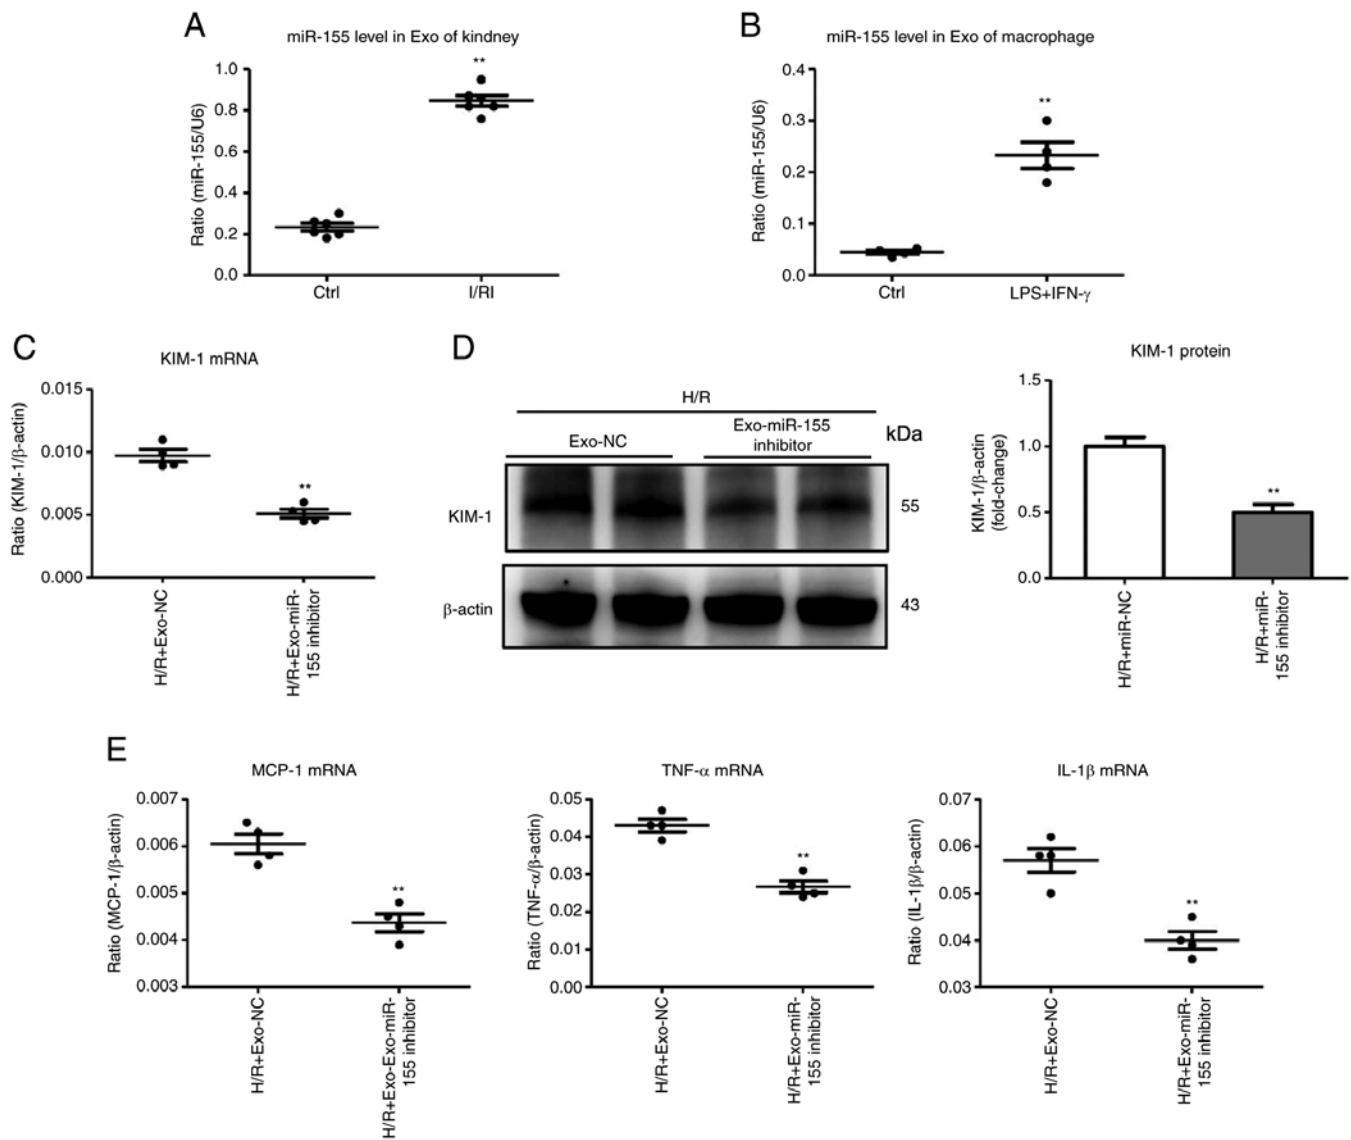 A
miR-155 level in Exo of kindney
Ratio (miR-155/U6)
1.0
0.8
0.6
0.4
0.2
0.0
**
Ctrl
I/RI
B
miR-155 level in Exo of macrophage
Ratio (miR-155/U6)
0.4
0.3
0.2
0.1
0.0
**
Ctrl
LPS+IFN-γ
C
KIM-1 mRNA
Ratio (KIM-1/β-actin)
0.015
0.010
0.005
0.000
**
H/R+Exo-NC
H/R+Exo-miR-
155 inhibitor
D
H/R
Exo-NC
Exo-miR-155
inhibitor
kDa
KIM-1
55
β-actin
43
KIM-1 protein
KIM-1/β-actin
(fold-change)
1.5
1.0
0.5
0.0
**
H/R+miR-NC
H/R+miR-
155 inhibitor
E
MCP-1 mRNA
Ratio (MCP-1/β-actin)
0.007
0.006
0.005
0.004
0.003
**
H/R+Exo-NC
H/R+Exo-Exo-miR-
155 inhibitor
TNF-α mRNA
Ratio (TNF-α/β-actin)
0.05
0.04
0.03
0.02
0.01
0.00
**
H/R+Exo-NC
H/R+Exo-miR-
155 inhibitor
IL-1β mRNA
Ratio (IL-1β/β-actin)
0.07
0.06
0.05
0.04
0.03
**
H/R+Exo-NC
H/R+Exo-miR-
155 inhibitor